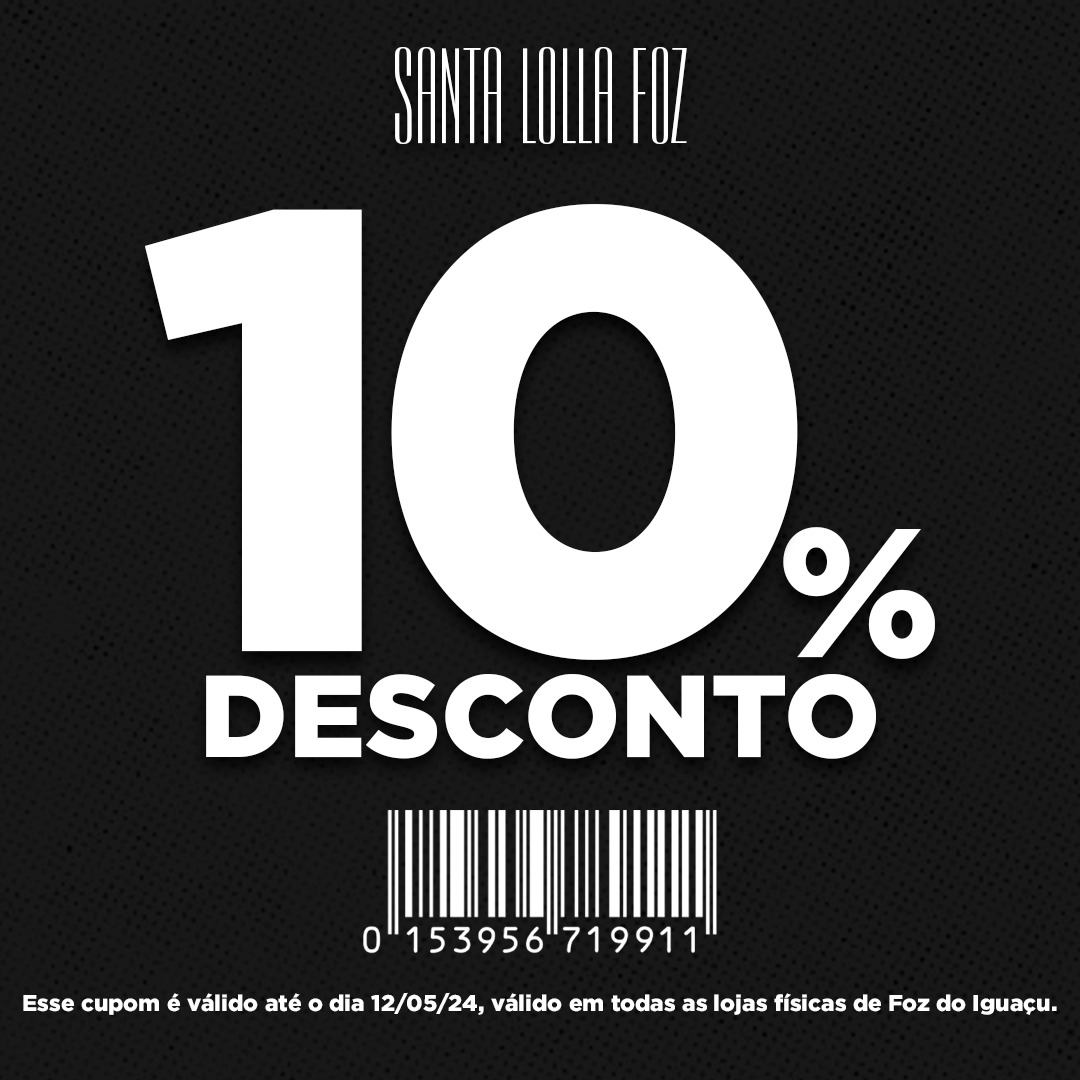 SANTA LOLLA FOZ
10%
DESCONTO
0 153956 719911
Esse cupom é válido até o dia 12/05/24, válido em todas as lojas físicas de Foz do Iguaçu.